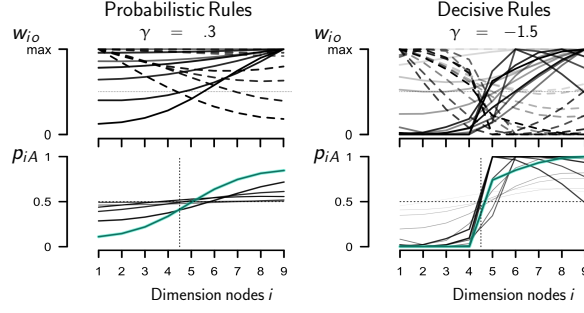 Probabilistic Rules
γ = .3
w_io
max
0
p_iA
1
0.5
0
1 2 3 4 5 6 7 8 9
Dimension nodes i
Decisive Rules
γ = −1.5
w_io
max
0
p_iA
1
0.5
0
1 2 3 4 5 6 7 8 9
Dimension nodes i